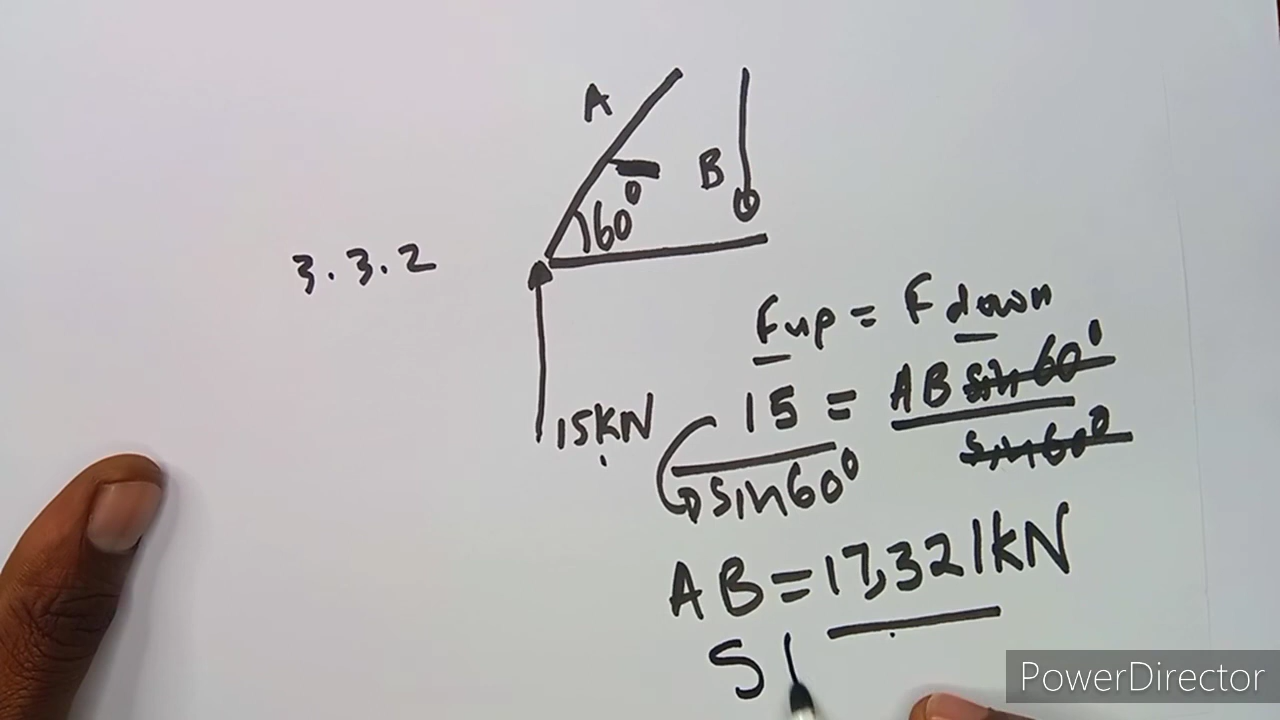 A
B
60°
3.3.2
15KN
Fup = Fdown
15 = AB sin60°
sin60° sin60°
AB = 17,321kN
S
PowerDirector